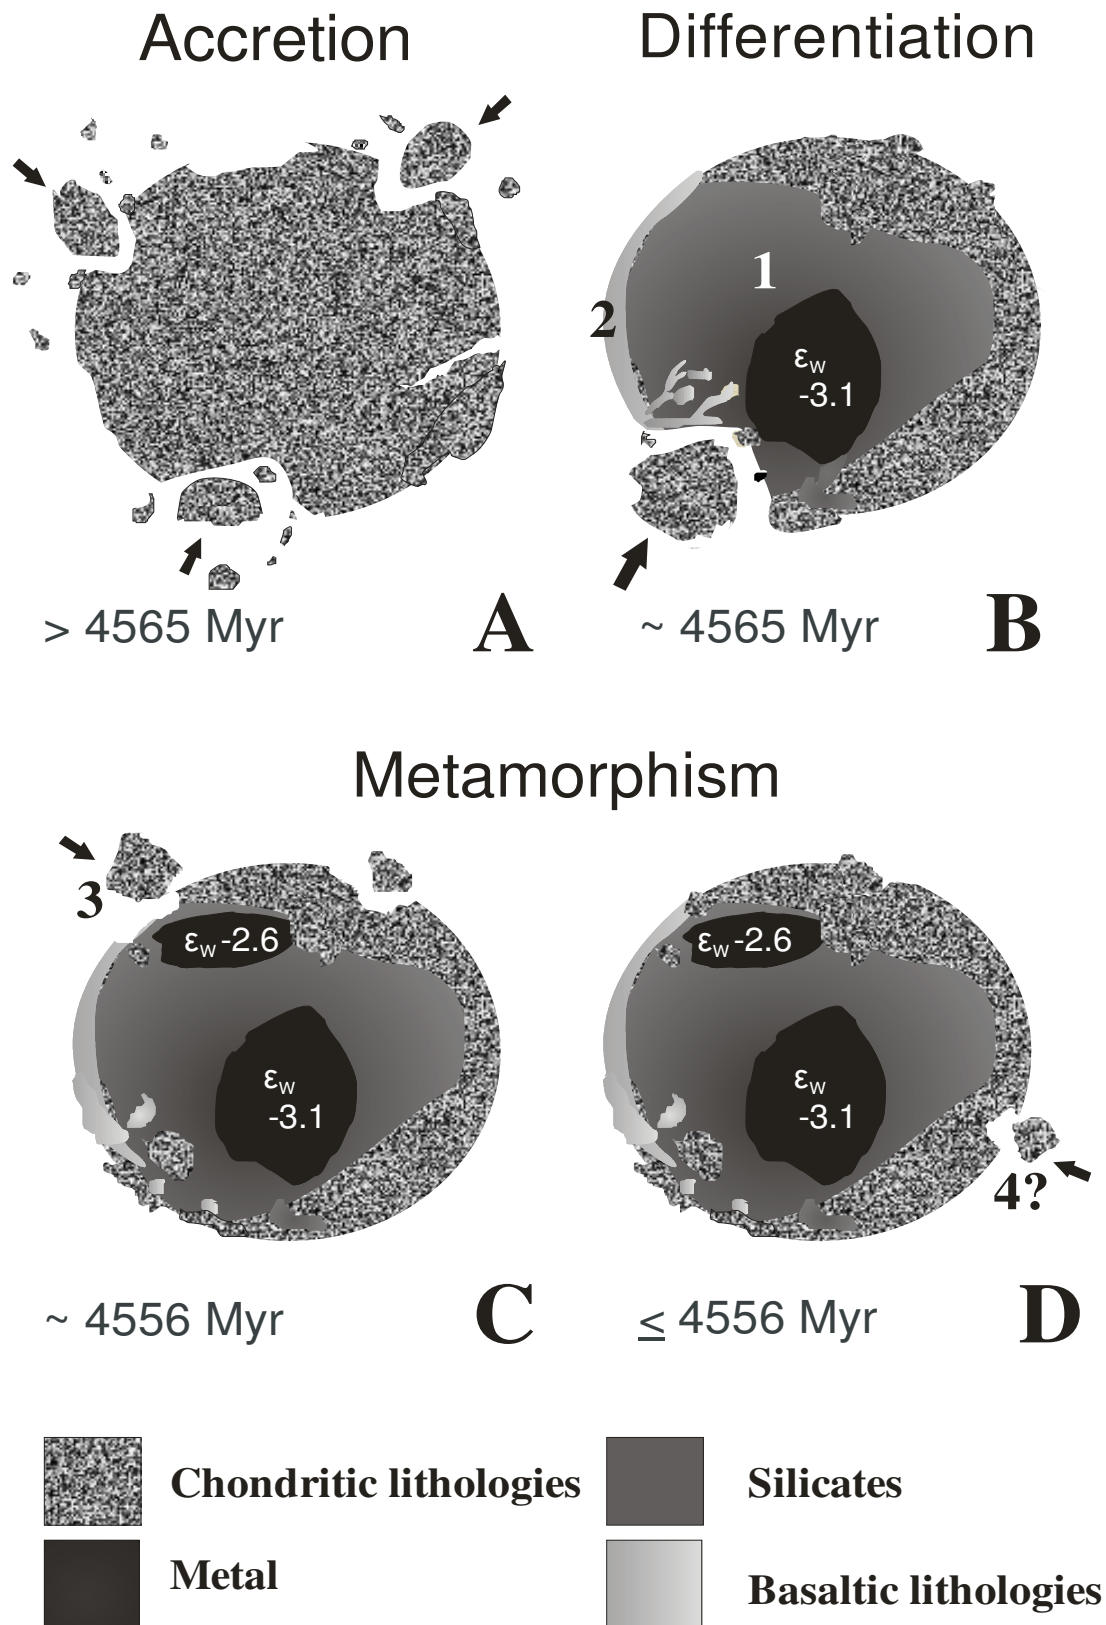 Accretion
Differentiation
1
2
εW
-3.1
> 4565 Myr
A
~ 4565 Myr
B
Metamorphism
3
εW -2.6
εW
-3.1
εW -2.6
εW
-3.1
4?
~ 4556 Myr
C
≤ 4556 Myr
D
Chondritic lithologies
Silicates
Metal
Basaltic lithologies